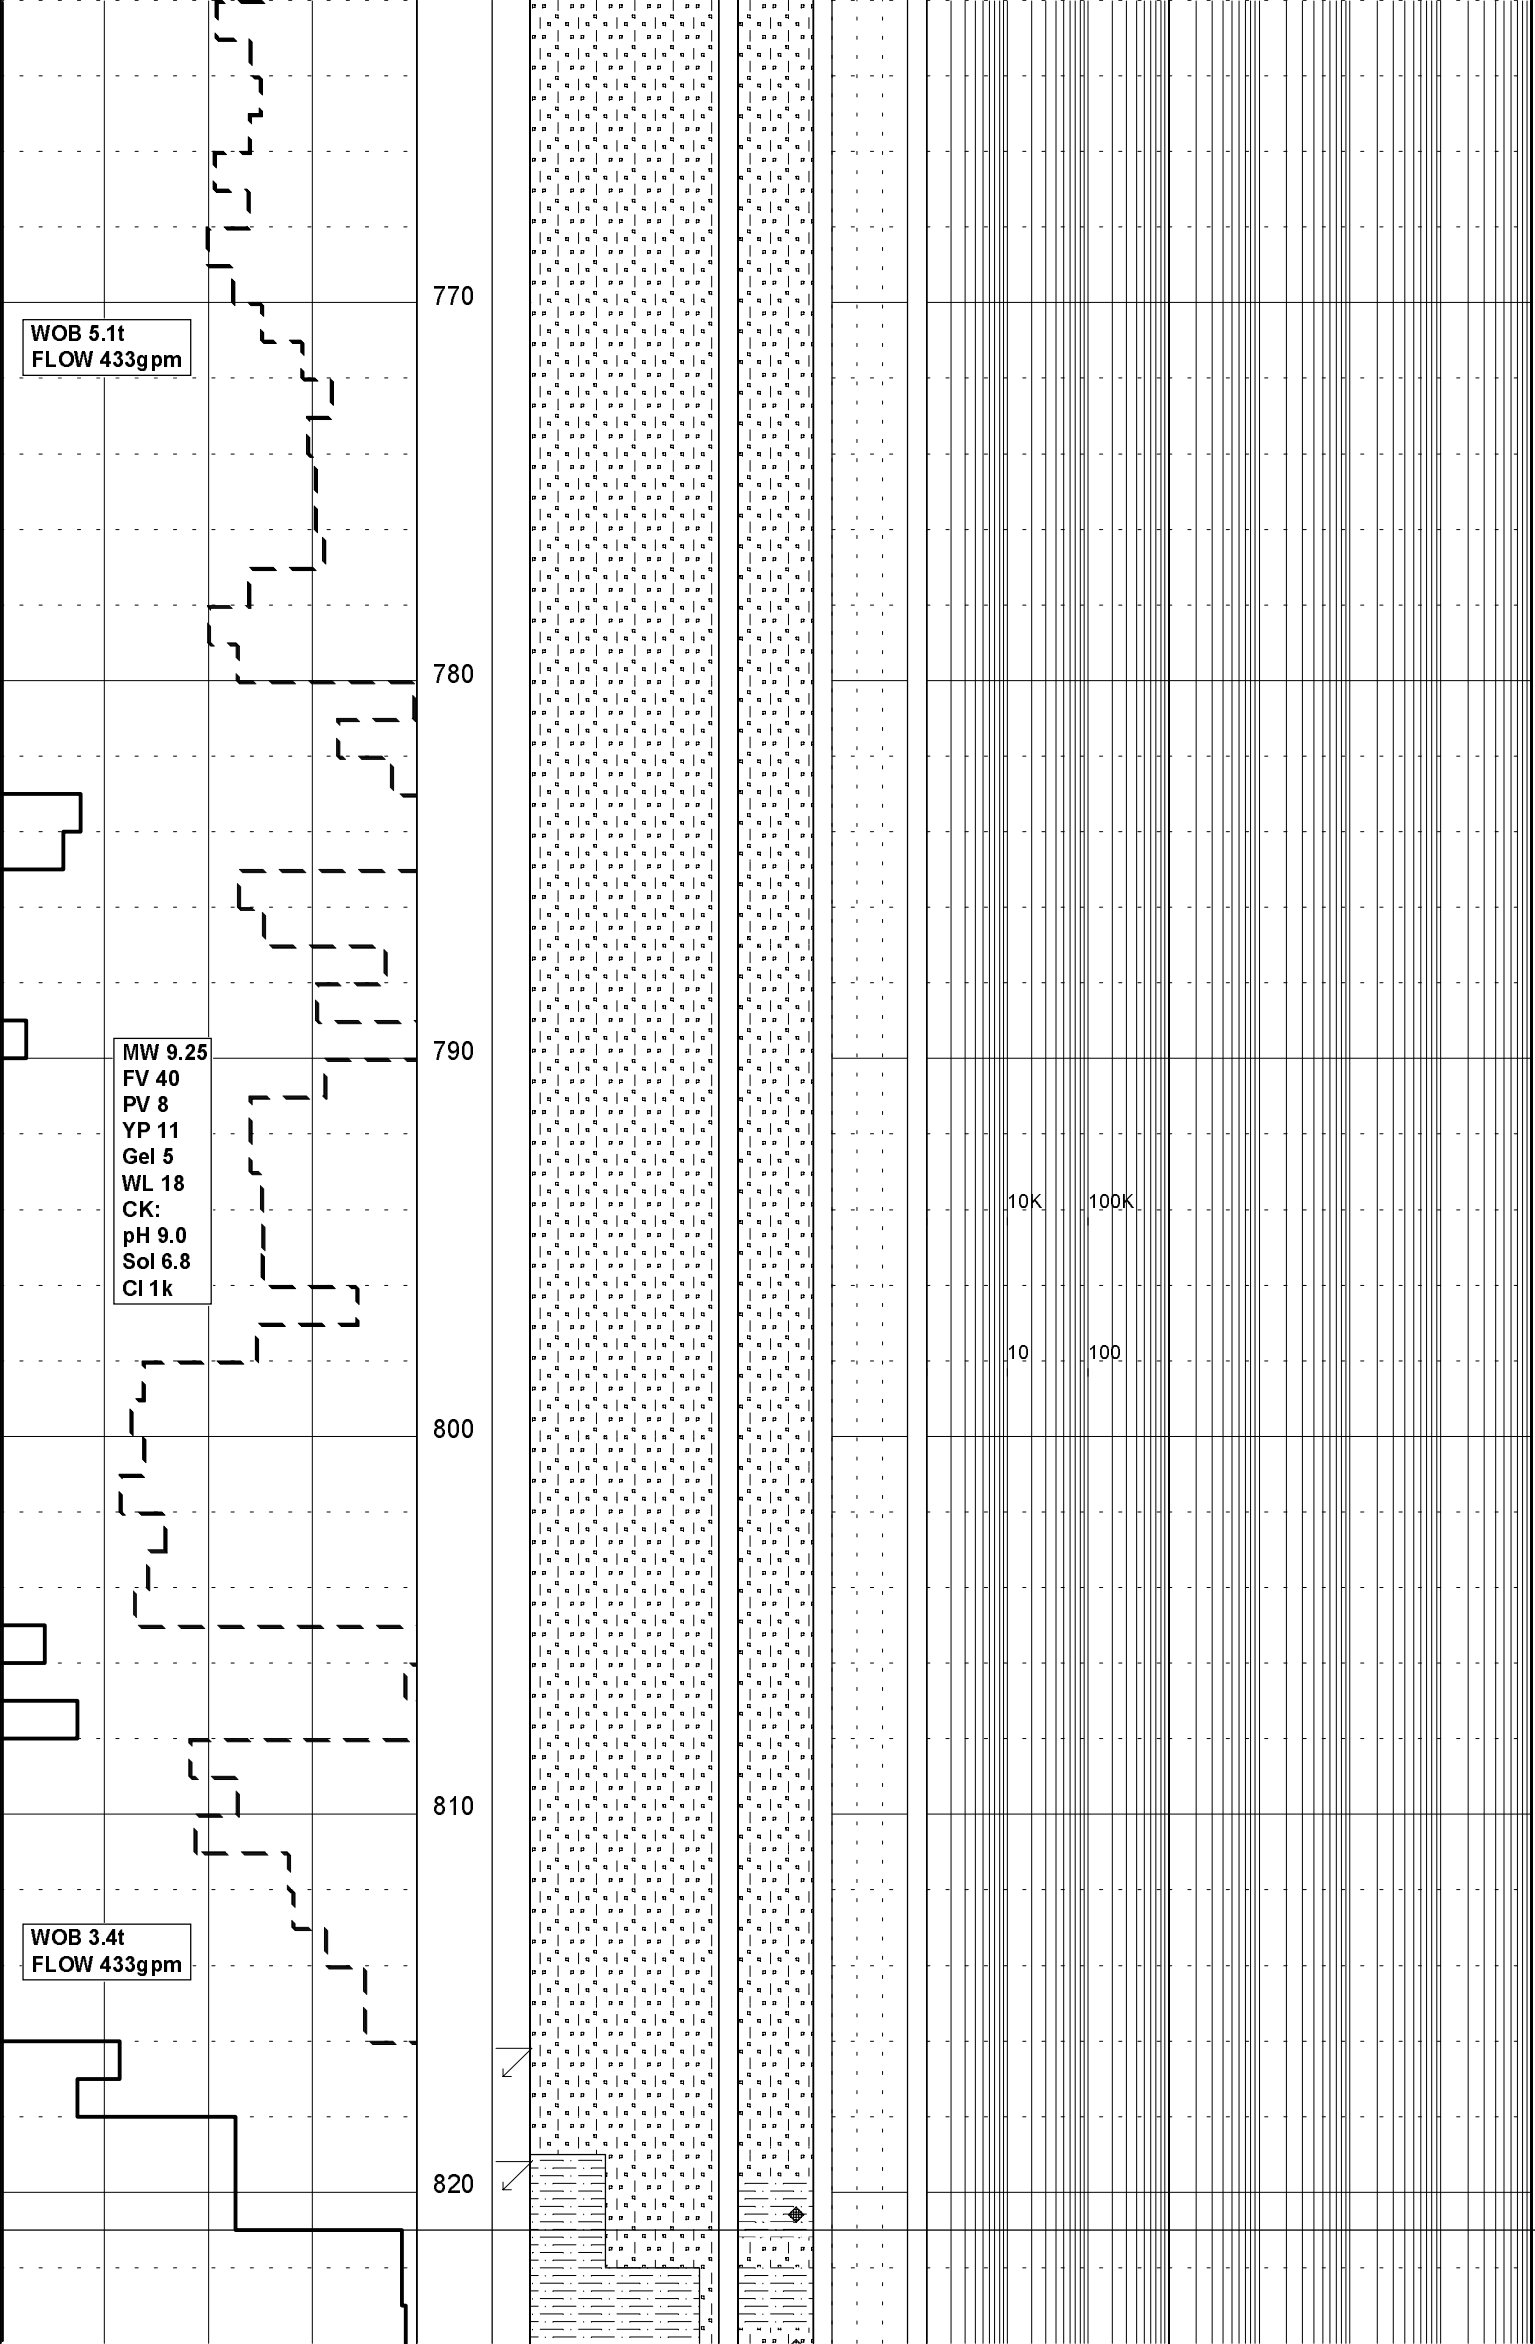 770
WOB 5.1t
FLOW 433gpm
780
790
MW 9.25
FV 40
PV 8
YP 11
Gel 5
WL 18
CK:
pH 9.0
Sol 6.8
Cl 1k
10K 100K
10 100
800
810
WOB 3.4t
FLOW 433gpm
820